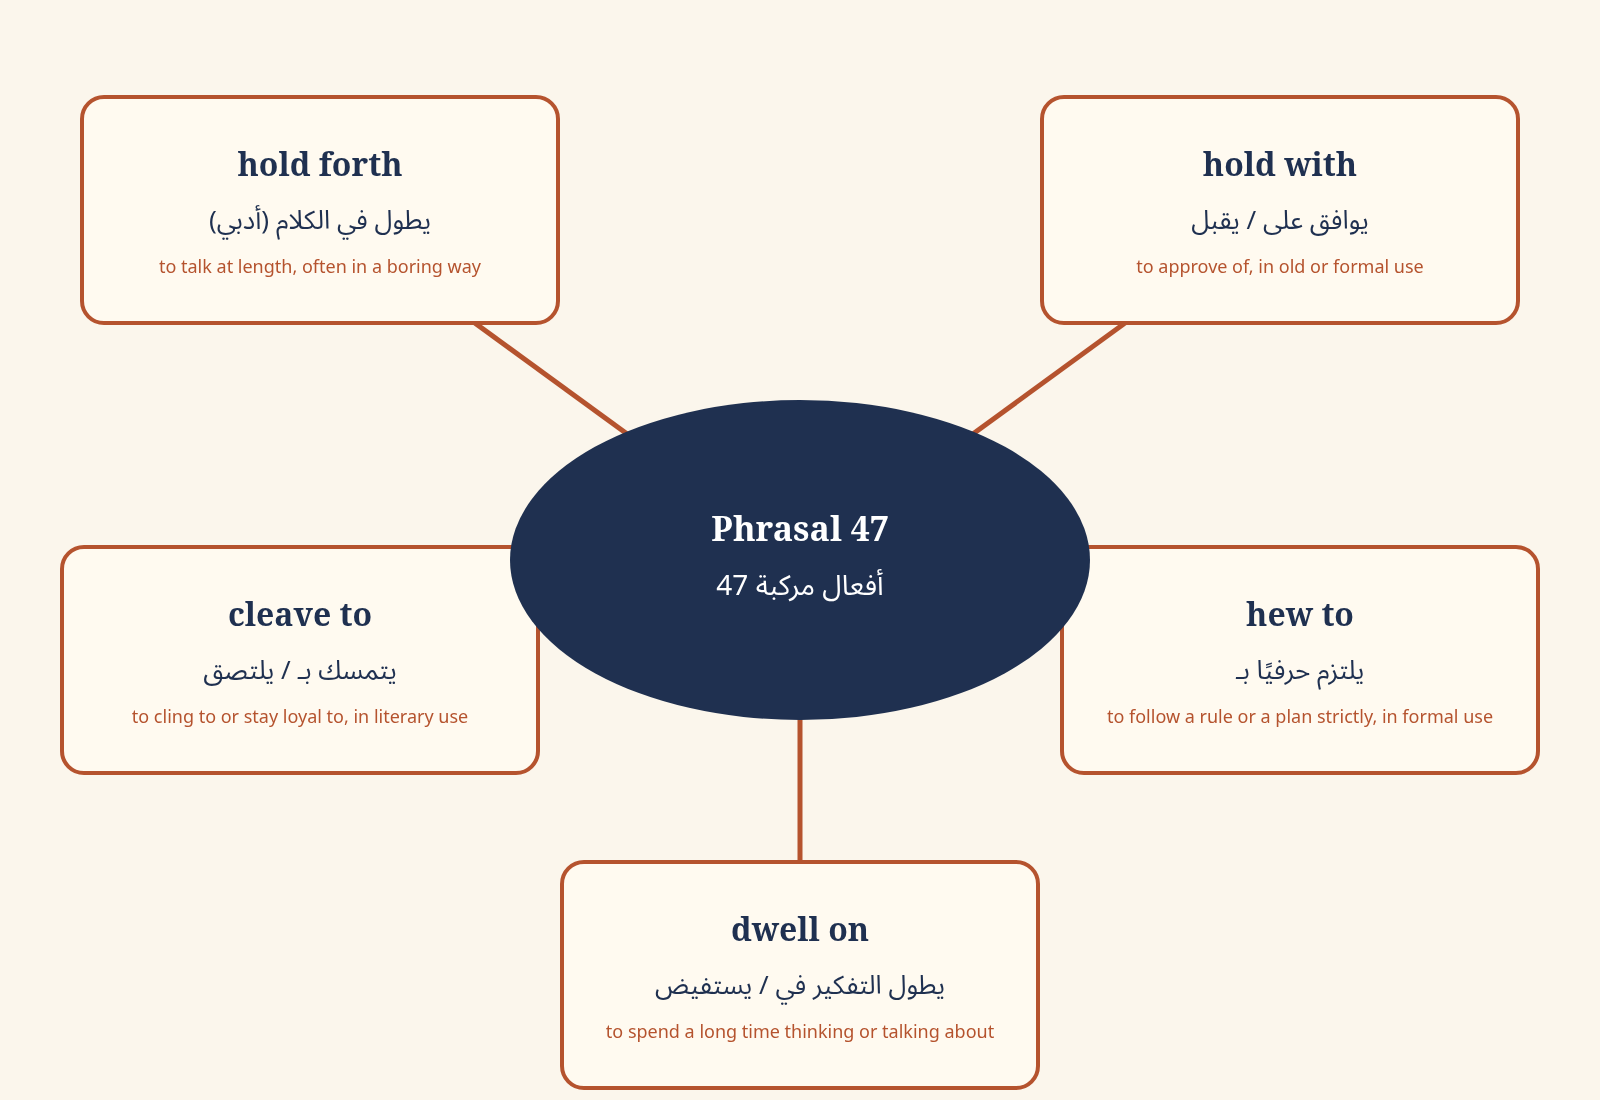 hold forth
يطول في الكلام (أدبي)
to talk at length, often in a boring way
hold with
يوافق على / يقبل
to approve of, in old or formal use
Phrasal 47
أفعال مركبة 47
cleave to
يتمسك بـ / يلتصق
to cling to or stay loyal to, in literary use
hew to
يلتزم حرفيًا بـ
to follow a rule or a plan strictly, in formal use
dwell on
يطول التفكير في / يستفيض
to spend a long time thinking or talking about